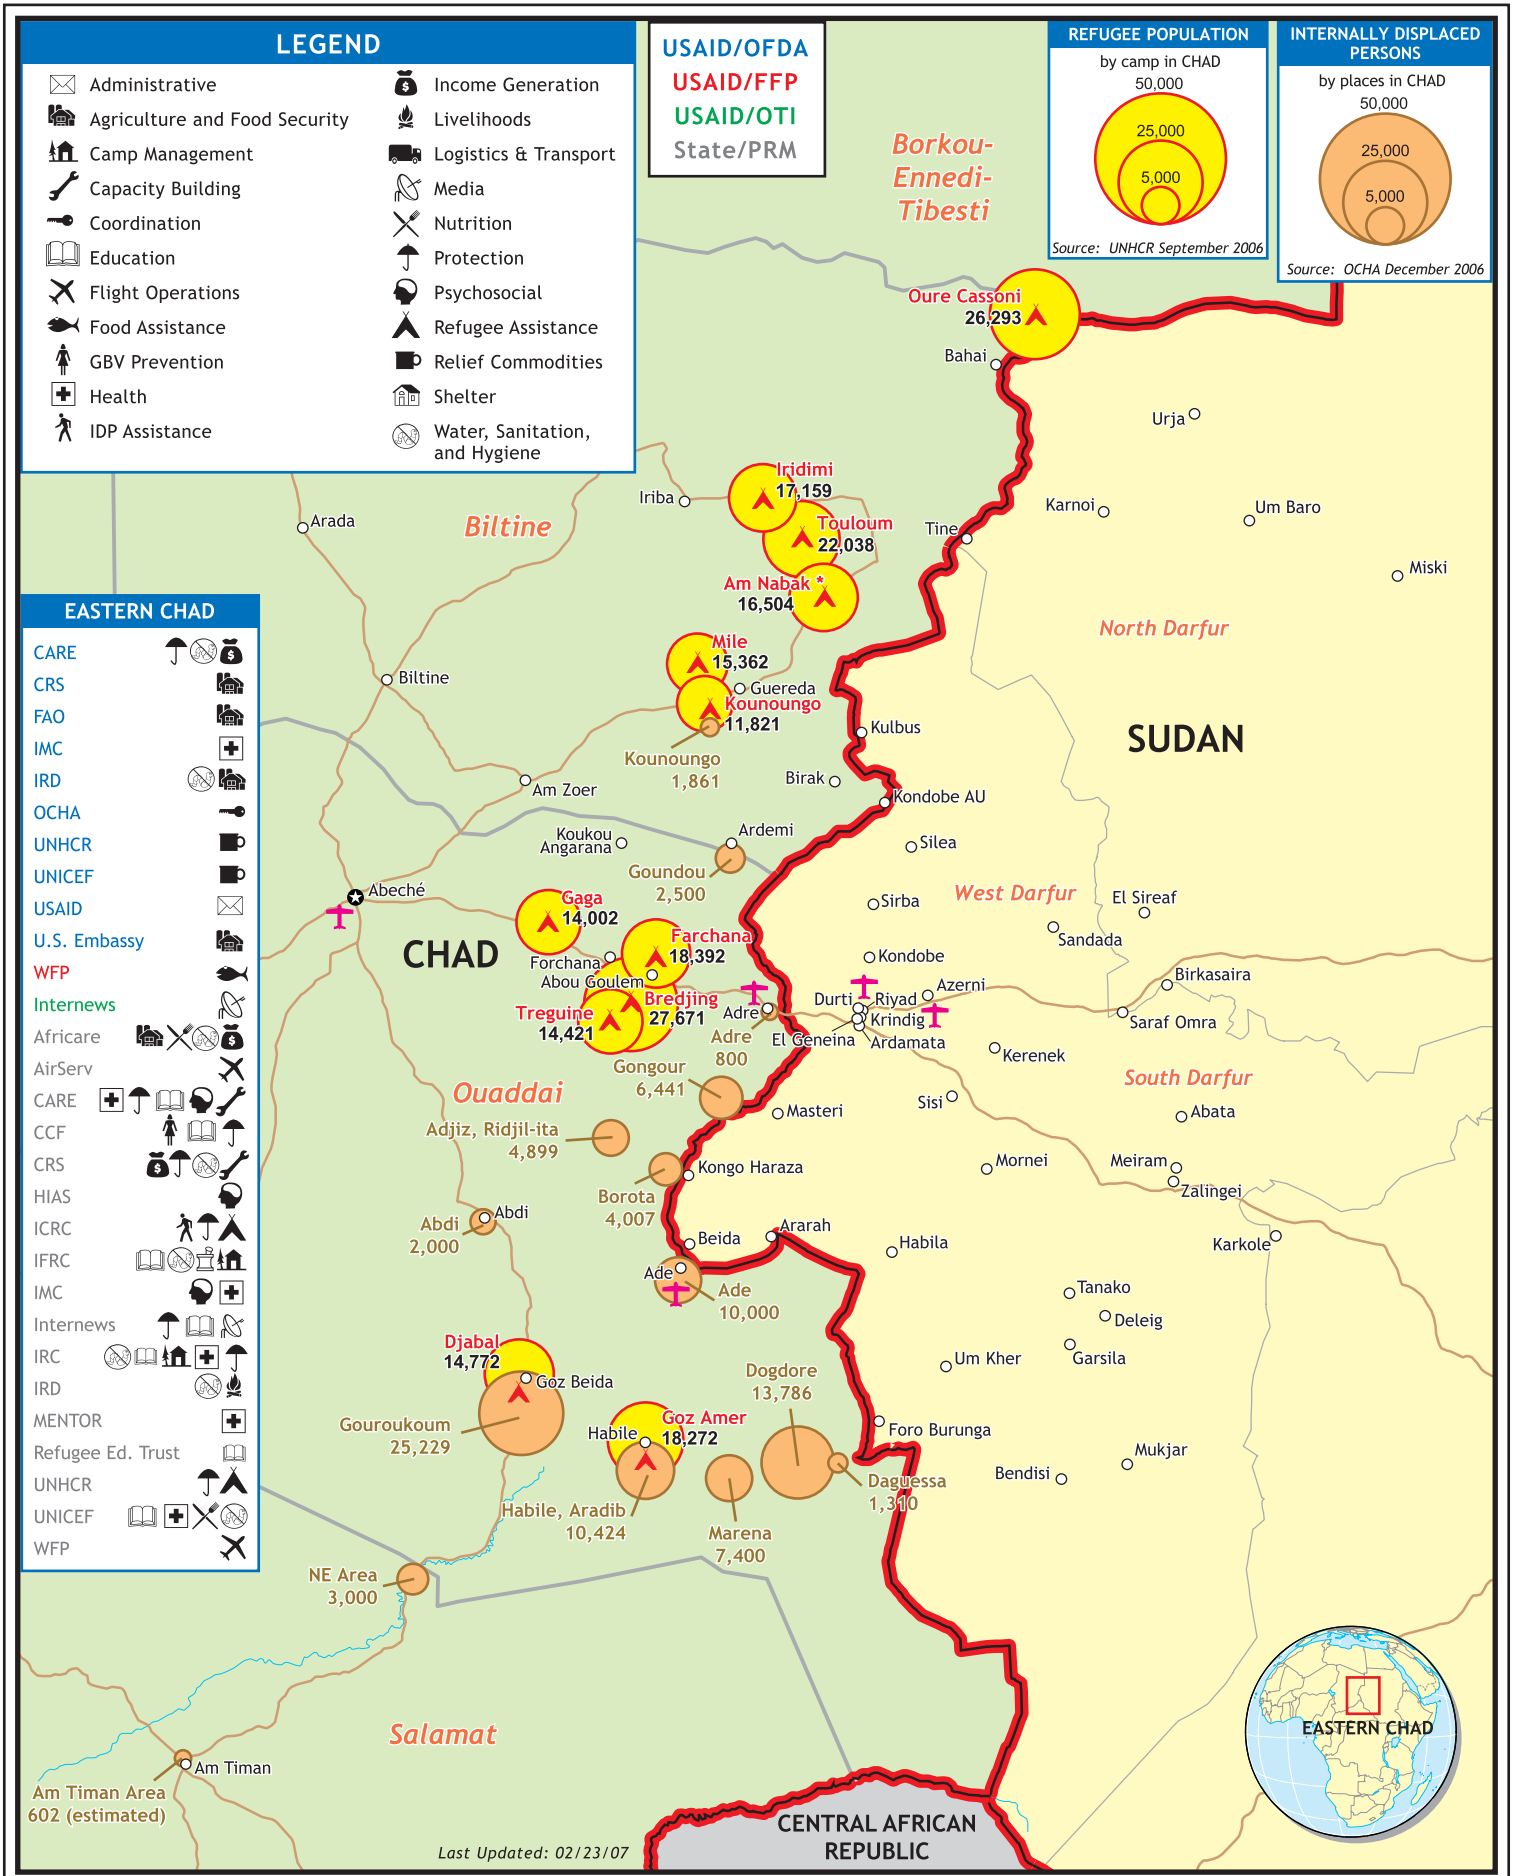 LEGEND
Administrative
Agriculture and Food Security
Camp Management
Capacity Building
Coordination
Education
Flight Operations
Food Assistance
GBV Prevention
Health
IDP Assistance
Income Generation
Livelihoods
Logistics & Transport
Media
Nutrition
Protection
Psychosocial
Refugee Assistance
Relief Commodities
Shelter
Water, Sanitation,
and Hygiene
USAID/OFDA
USAID/FFP
USAID/OTI
State/PRM
REFUGEE POPULATION
by camp in CHAD
50,000
25,000
5,000
Source: UNHCR September 2006
INTERNALLY DISPLACED
PERSONS
by places in CHAD
50,000
25,000
5,000
Source: OCHA December 2006
Borkou-
Ennedi-
Tibesti
Oure Cassoni
26,293
Bahai
Urja
Iridimi
17,159
Iriba
Touloum
22,038
Arada
Biltine
Karnoi
Um Baro
Tine
Miski
Am Nabak *
16,504
North Darfur
Mile
15,362
Biltine
Guereda
Kounoungo
11,821
Kulbus
SUDAN
Kounoungo
1,861
Birak
Am Zoer
Kondobe AU
Koukou
Angarana
Ardemi
Silea
Goundou
2,500
Abeché
West Darfur
Sirba
El Sireaf
Gaga
14,002
Sandada
CHAD
Farchana
18,392
Forchana
Kondobe
Abou Goulem
Birkasaira
Azerni
Bredjing
27,671
Treguine
14,421
Adre
Durti
Riyad
Krindig
Saraf Omra
Adre
800
El Geneina
Ardamata
Kerenek
Gongour
6,441
South Darfur
Ouaddai
Sisi
Masteri
Abata
Adjiz, Ridjil-ita
4,899
Kongo Haraza
Mornei
Meiram
Zalingei
Borota
4,007
Abdi
Abdi
2,000
Beida
Ararah
Habila
Karkole
Ade
Ade
10,000
Tanako
Deleig
Djabal
14,772
Garsila
Um Kher
Goz Beida
Dogdore
13,786
Gouroukoum
25,229
Goz Amer
18,272
Habile
Foro Burunga
Mukjar
Bendisi
Daguessa
1,310
Habile, Aradib
10,424
Marena
7,400
NE Area
3,000
Salamat
Am Timan
Am Timan Area
602 (estimated)
EASTERN CHAD
CARE
CRS
FAO
IMC
IRD
OCHA
UNHCR
UNICEF
USAID
U.S. Embassy
WFP
Internews
Africare
AirServ
CARE
CCF
CRS
HIAS
ICRC
IFRC
IMC
Internews
IRC
IRD
MENTOR
Refugee Ed. Trust
UNHCR
UNICEF
WFP
EASTERN CHAD
CENTRAL AFRICAN
REPUBLIC
Last Updated: 02/23/07